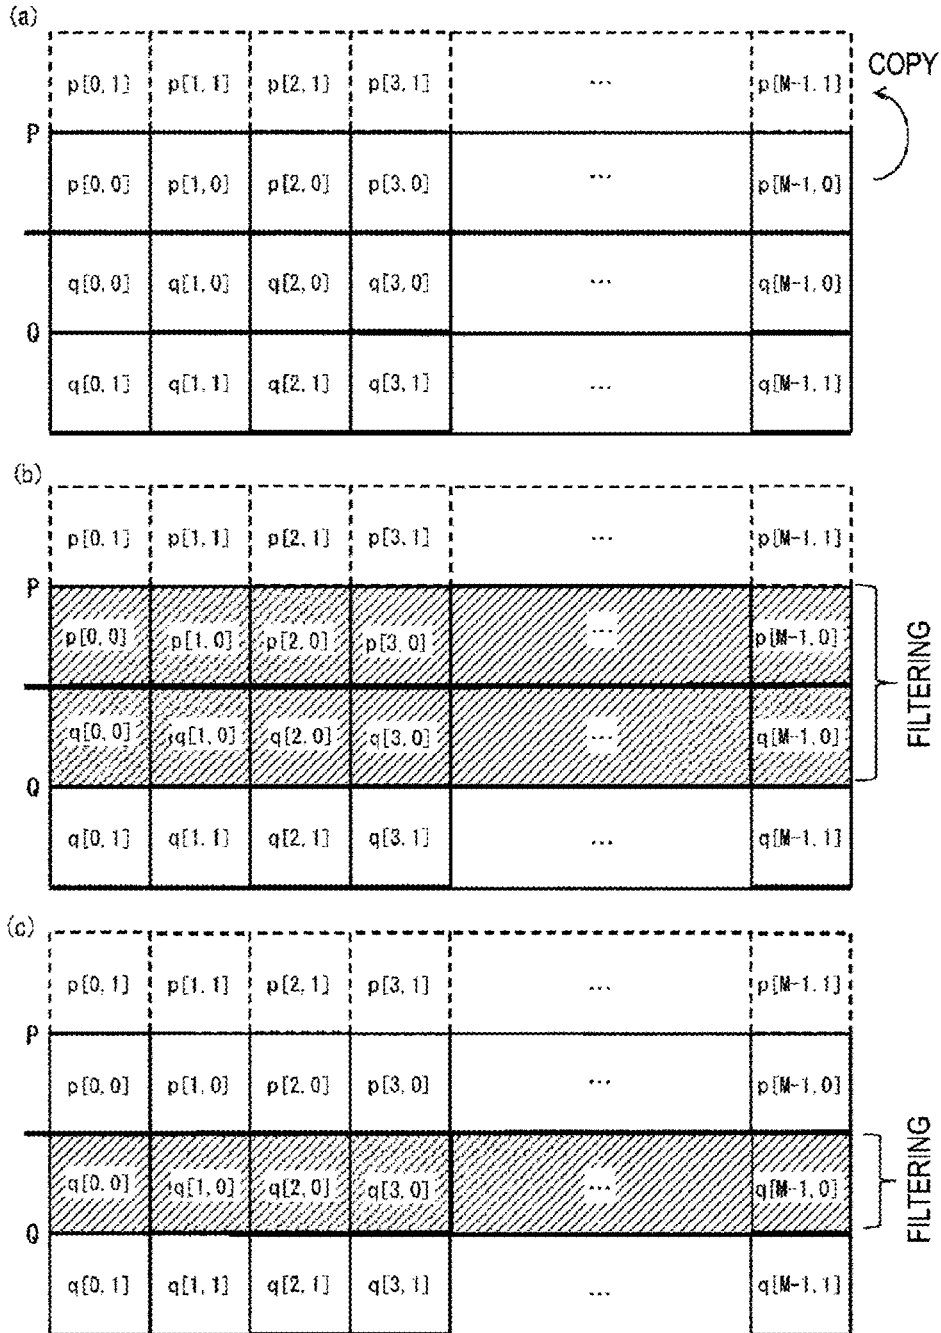 (a)
p[0,1] p[1,1] p[2,1] p[3,1] ... p[M-1,1] COPY
P
p[0,0] p[1,0] p[2,0] p[3,0] ... p[M-1,0]
q[0,0] q[1,0] q[2,0] q[3,0] ... q[M-1,0]
Q
q[0,1] q[1,1] q[2,1] q[3,1] ... q[M-1,1]
(b)
p[0,1] p[1,1] p[2,1] p[3,1] ... p[M-1,1]
P
p[0,0] p[1,0] p[2,0] p[3,0] ... p[M-1,0]
FILTERING
q[0,0] q[1,0] q[2,0] q[3,0] ... q[M-1,0]
Q
q[0,1] q[1,1] q[2,1] q[3,1] ... q[M-1,1]
(c)
p[0,1] p[1,1] p[2,1] p[3,1] ... p[M-1,1]
P
p[0,0] p[1,0] p[2,0] p[3,0] ... p[M-1,0]
q[0,0] q[1,0] q[2,0] q[3,0] ... q[M-1,0] FILTERING
Q
q[0,1] q[1,1] q[2,1] q[3,1] ... q[M-1,1]